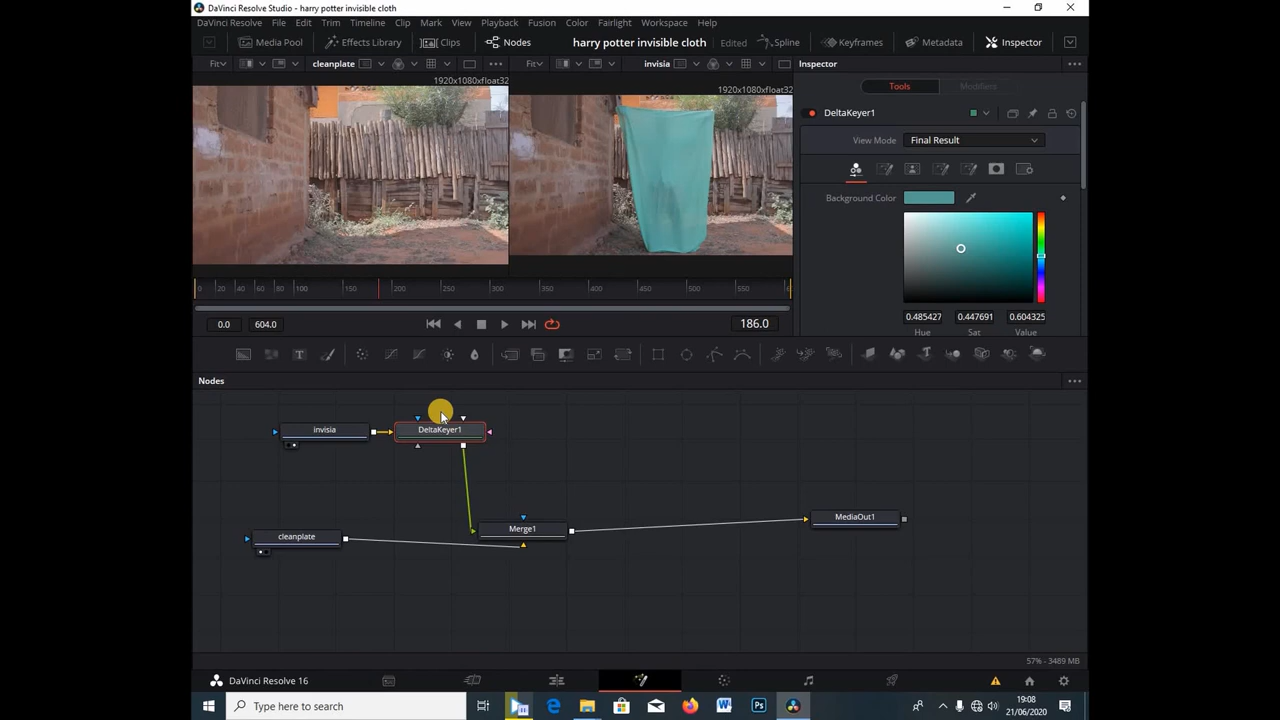 DaVinci Resolve Studio - harry potter invisible cloth
DaVinci Resolve File Edit Trim Timeline Clip Mark View Playback Fusion Color Fairlight Workspace Help
Media Pool Effects Library Clips Nodes harry potter invisible cloth Edited Spline Keyframes Metadata Inspector
Fit cleanplate Fit invisia Inspector
1920x1080xfloat32 1920x1080xfloat32
Tools Modifiers
DeltaKeyer1
View Mode Final Result
Background Color
0 20 40 60 80 100 150 200 250 300 350 400 450 500 550
0.485427 0.447691 0.604325
0.0 604.0 186.0
Hue Sat Value
Nodes
invisia DeltaKeyer1
MediaOut1
Merge1
cleanplate
57% - 3489 MB
DaVinci Resolve 16
Type here to search
19:08
21/06/2020